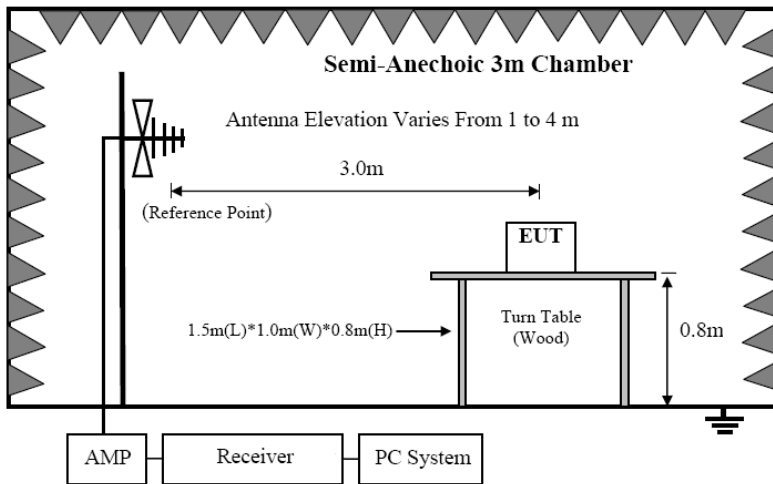 Semi-Anechoic 3m Chamber
Antenna Elevation Varies From 1 to 4 m
3.0m
(Reference Point)
EUT
1.5m(L)*1.0m(W)*0.8m(H)
Turn Table
(Wood)
0.8m
AMP
Receiver
PC System